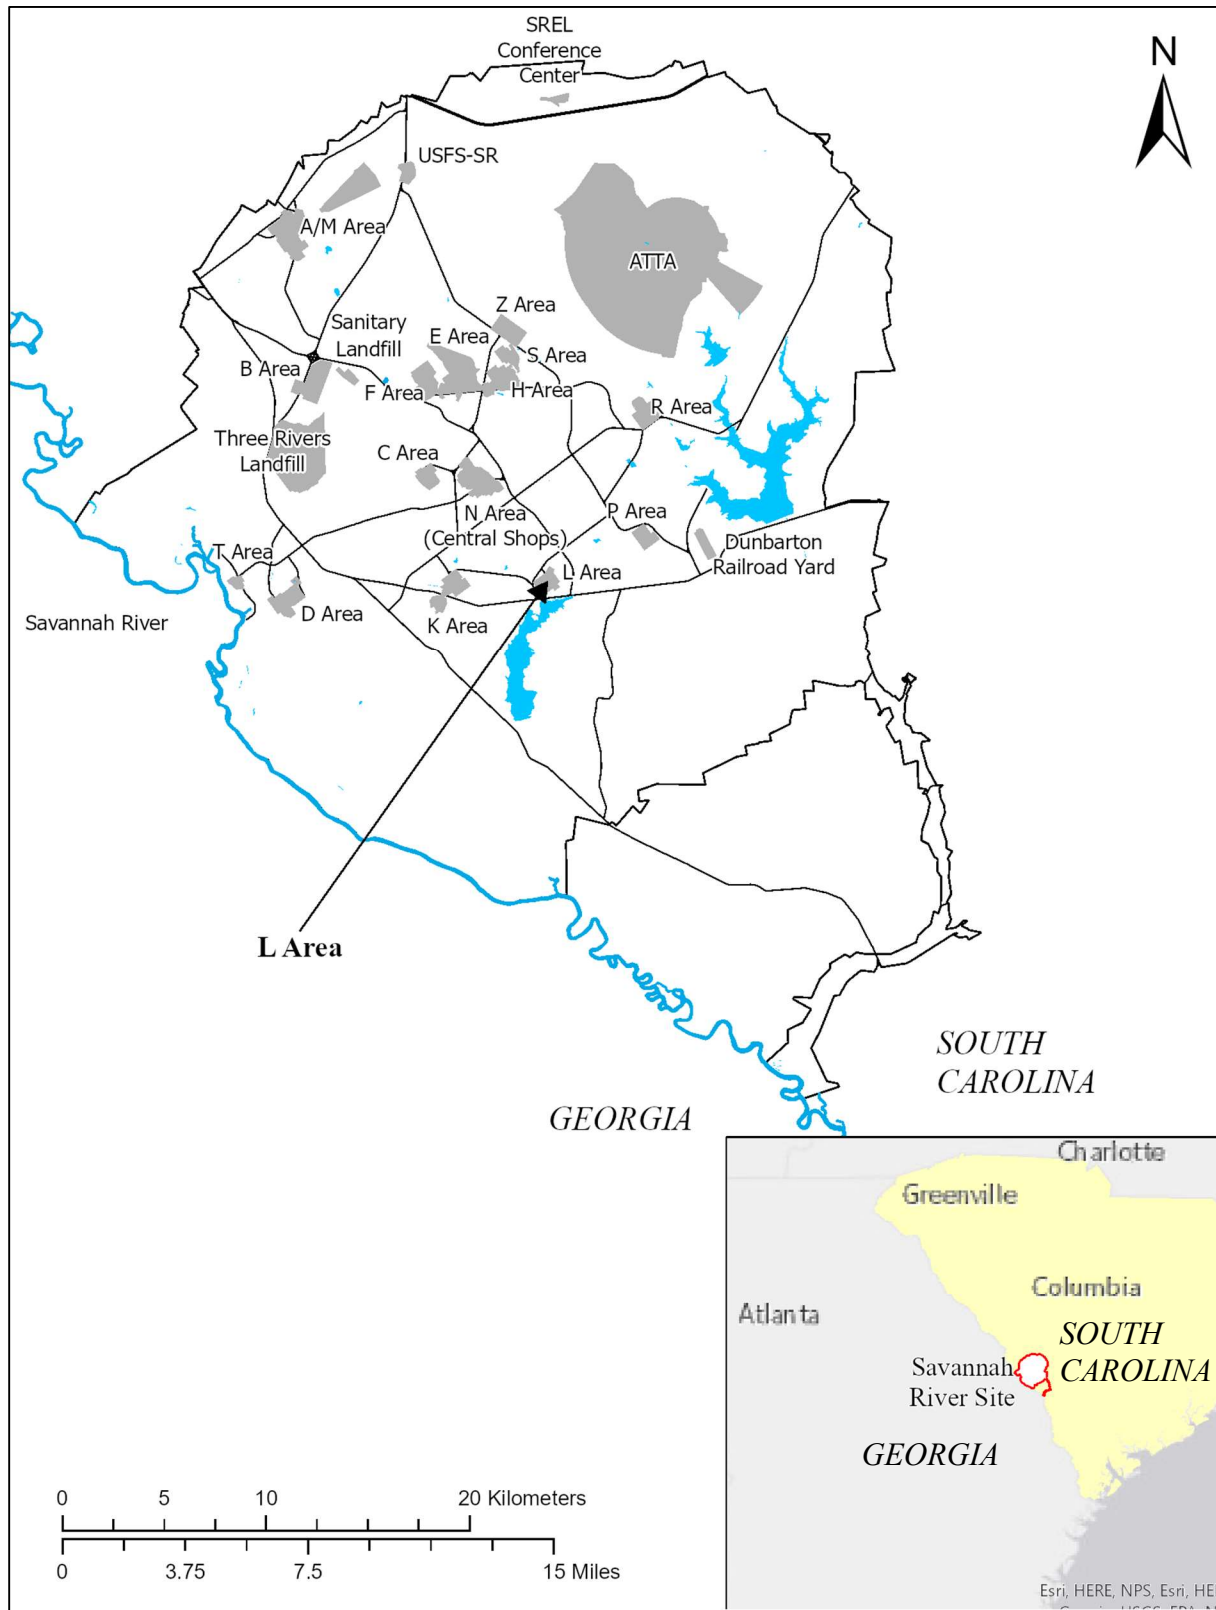 SREL
Conference
Center
N
USFS-SR
A/M Area
ATTA
Z Area
Sanitary
Landfill
E Area
S Area
B Area
F Area
H Area
R Area
Three Rivers
Landfill
C Area
N Area
(Central Shops)
P Area
Dunbarton
Railroad Yard
T Area
L Area
D Area
K Area
Savannah River
L Area
SOUTH
CAROLINA
GEORGIA
Charlotte
Greenville
Columbia
Atlanta
SOUTH
CAROLINA
Savannah
River Site
GEORGIA
0 5 10 20 Kilometers
0 3.75 7.5 15 Miles
Esri, HERE, NPS, Esri, HE